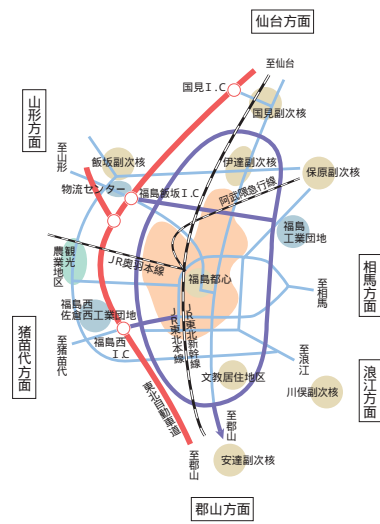 仙台方面
至仙台
国見I.C
国見副次核
山形方面
至山形
飯坂副次核
伊達副次核
保原副次核
物流センター
福島飯坂I.C
阿武隈急行線
福島
工業団地
観光
農業地区
JR奥羽本線
福島都心
相馬方面
至相馬
福島西
佐倉西工業団地
JR東北新幹線
JR東北本線
福島西
I.C
猪苗代方面
至猪苗代
至浪江
浪江方面
文教居住地区
川俣副次核
東北自動車道
至郡山
至郡山
安達副次核
郡山方面